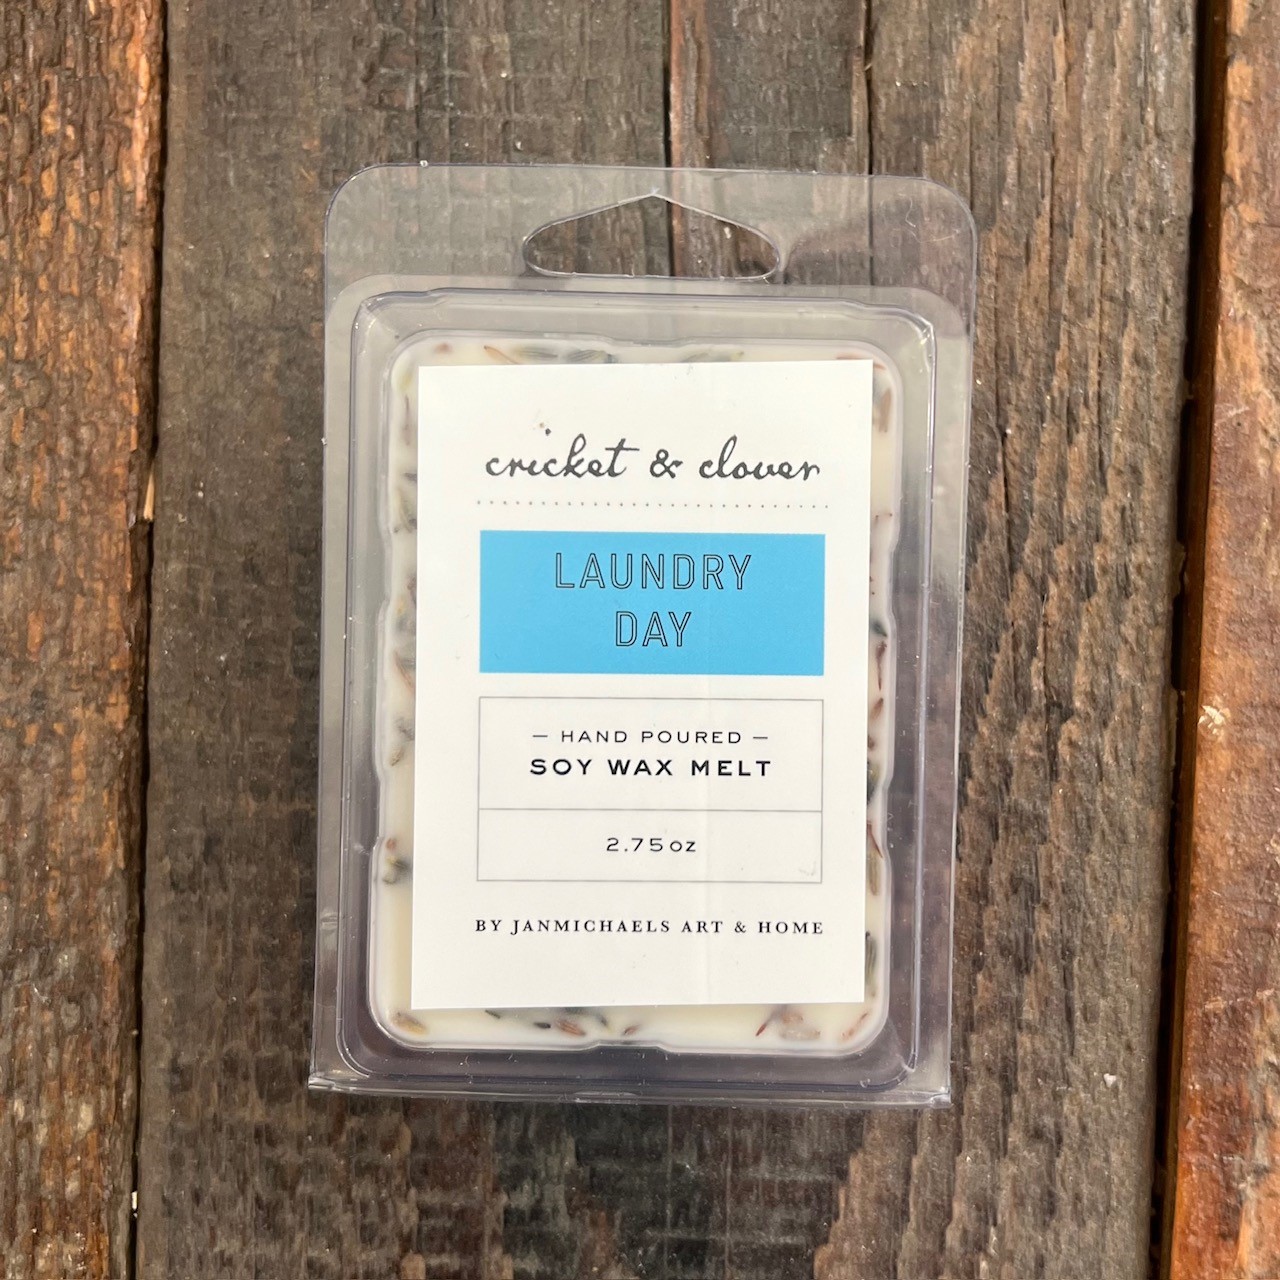 cricket & clover
LAUNDRY
DAY
— HAND POURED —
SOY WAX MELT
2.75oz
BY JANMICHAELS ART & HOME